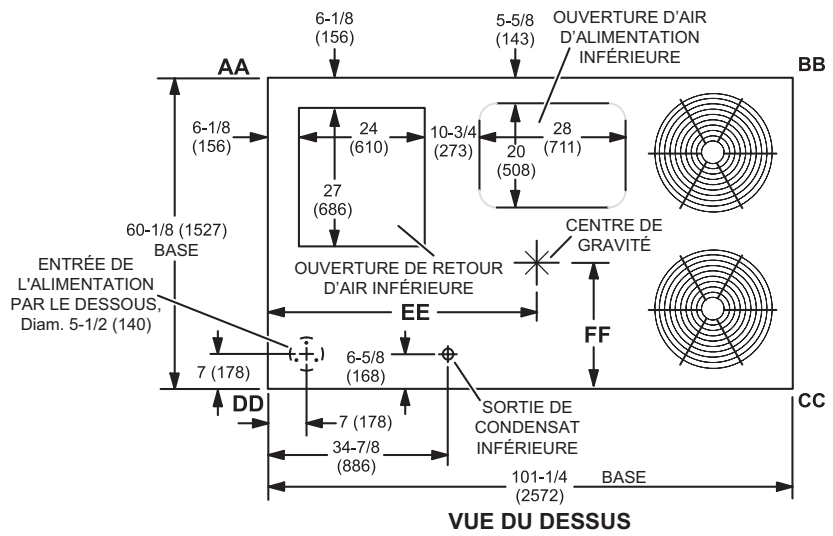 6-1/8
(156)
5-5/8
(143)
OUVERTURE D'AIR
D'ALIMENTATION
INFÉRIEURE
AA
BB
6-1/8
(156)
24
(610)
10-3/4
(273)
28
(711)
20
(508)
27
(686)
60-1/8 (1527)
BASE
CENTRE DE
GRAVITÉ
ENTRÉE DE
L'ALIMENTATION
PAR LE DESSOUS,
Diam. 5-1/2 (140)
OUVERTURE DE RETOUR
D'AIR INFÉRIEURE
EE
FF
7 (178)
6-5/8
(168)
DD
CC
7 (178)
SORTIE DE
CONDENSAT
INFÉRIEURE
34-7/8
(886)
101-1/4
(2572)
BASE
VUE DU DESSUS